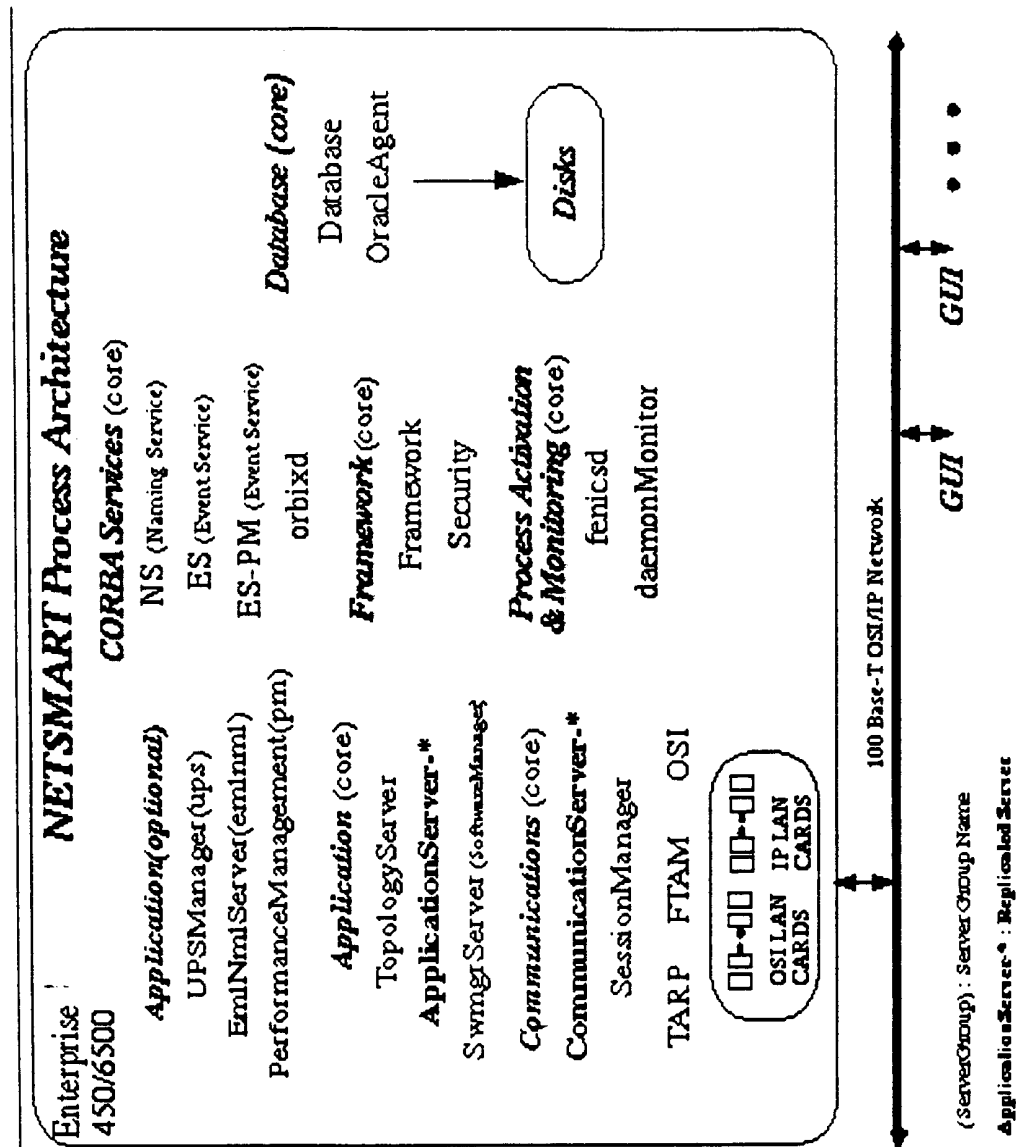 Enterprise
450/6500
NETSMART Process Architecture
Application(optional)
UPSManager(ups)
EmlNmlServer(emlnml)
PerformanceManagement(pm)
Application (core)
TopologyServer
ApplicationServer-*
SwmgrServer (SoftwareManager)
Communications (core)
CommunicationServer-*
SessionManager
TARP FTAM OSI
OSI LAN CARDS
IP LAN CARDS
CORBA Services (core)
NS (Naming Service)
ES (Event Service)
ES-PM (Event Service)
orbixd
Framework (core)
Framework
Security
Process Activation
& Monitoring (core)
fenicsd
daemonMonitor
Database (core)
Database
OracleAgent
Disks
100 Base-T OSI/IP Network
GUI
GUI
(ServerGroup) : Server Group Name
ApplicationServer-* : Replicated Server